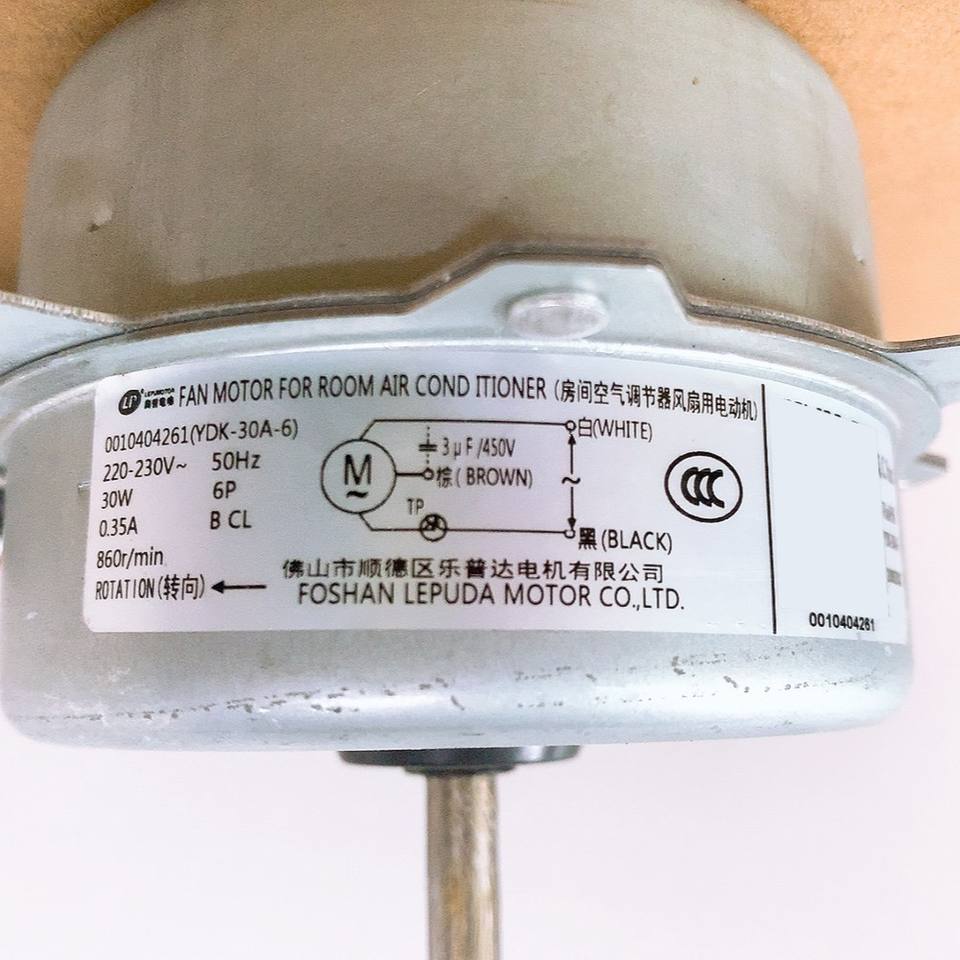 LEPUMOTOR
FAN MOTOR FOR ROOM AIR COND ITIONER (房间空气调节器风扇用电动机)
0010404261(YDK-30A-6)
220-230V~ 50Hz
30W 6P
0.35A B CL
860r/min
ROTATION(转向)
白(WHITE)
3μF/450V
M
~
棕(BROWN)
~
TP
黑(BLACK)
CCC
佛山市顺德区乐普达电机有限公司
FOSHAN LEPUDA MOTOR CO.,LTD.
0010404261